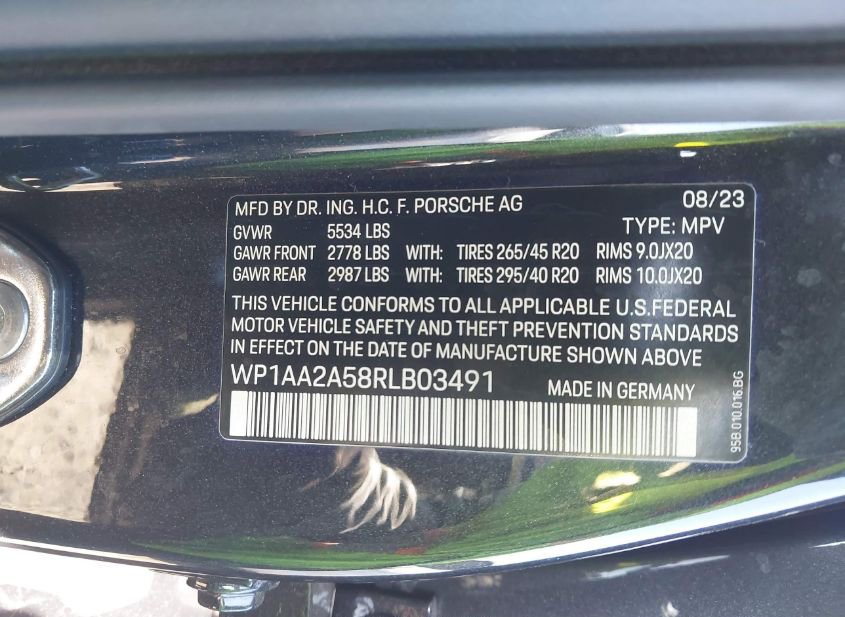 MFD BY DR. ING. H.C. F. PORSCHE AG 08/23
GVWR 5534 LBS TYPE: MPV
GAWR FRONT 2778 LBS WITH: TIRES 265/45 R20 RIMS 9.0JX20
GAWR REAR 2987 LBS WITH: TIRES 295/40 R20 RIMS 10.0JX20
THIS VEHICLE CONFORMS TO ALL APPLICABLE U.S.FEDERAL
MOTOR VEHICLE SAFETY AND THEFT PREVENTION STANDARDS
IN EFFECT ON THE DATE OF MANUFACTURE SHOWN ABOVE
WP1AA2A58RLB03491 MADE IN GERMANY
95B.010.016.BG